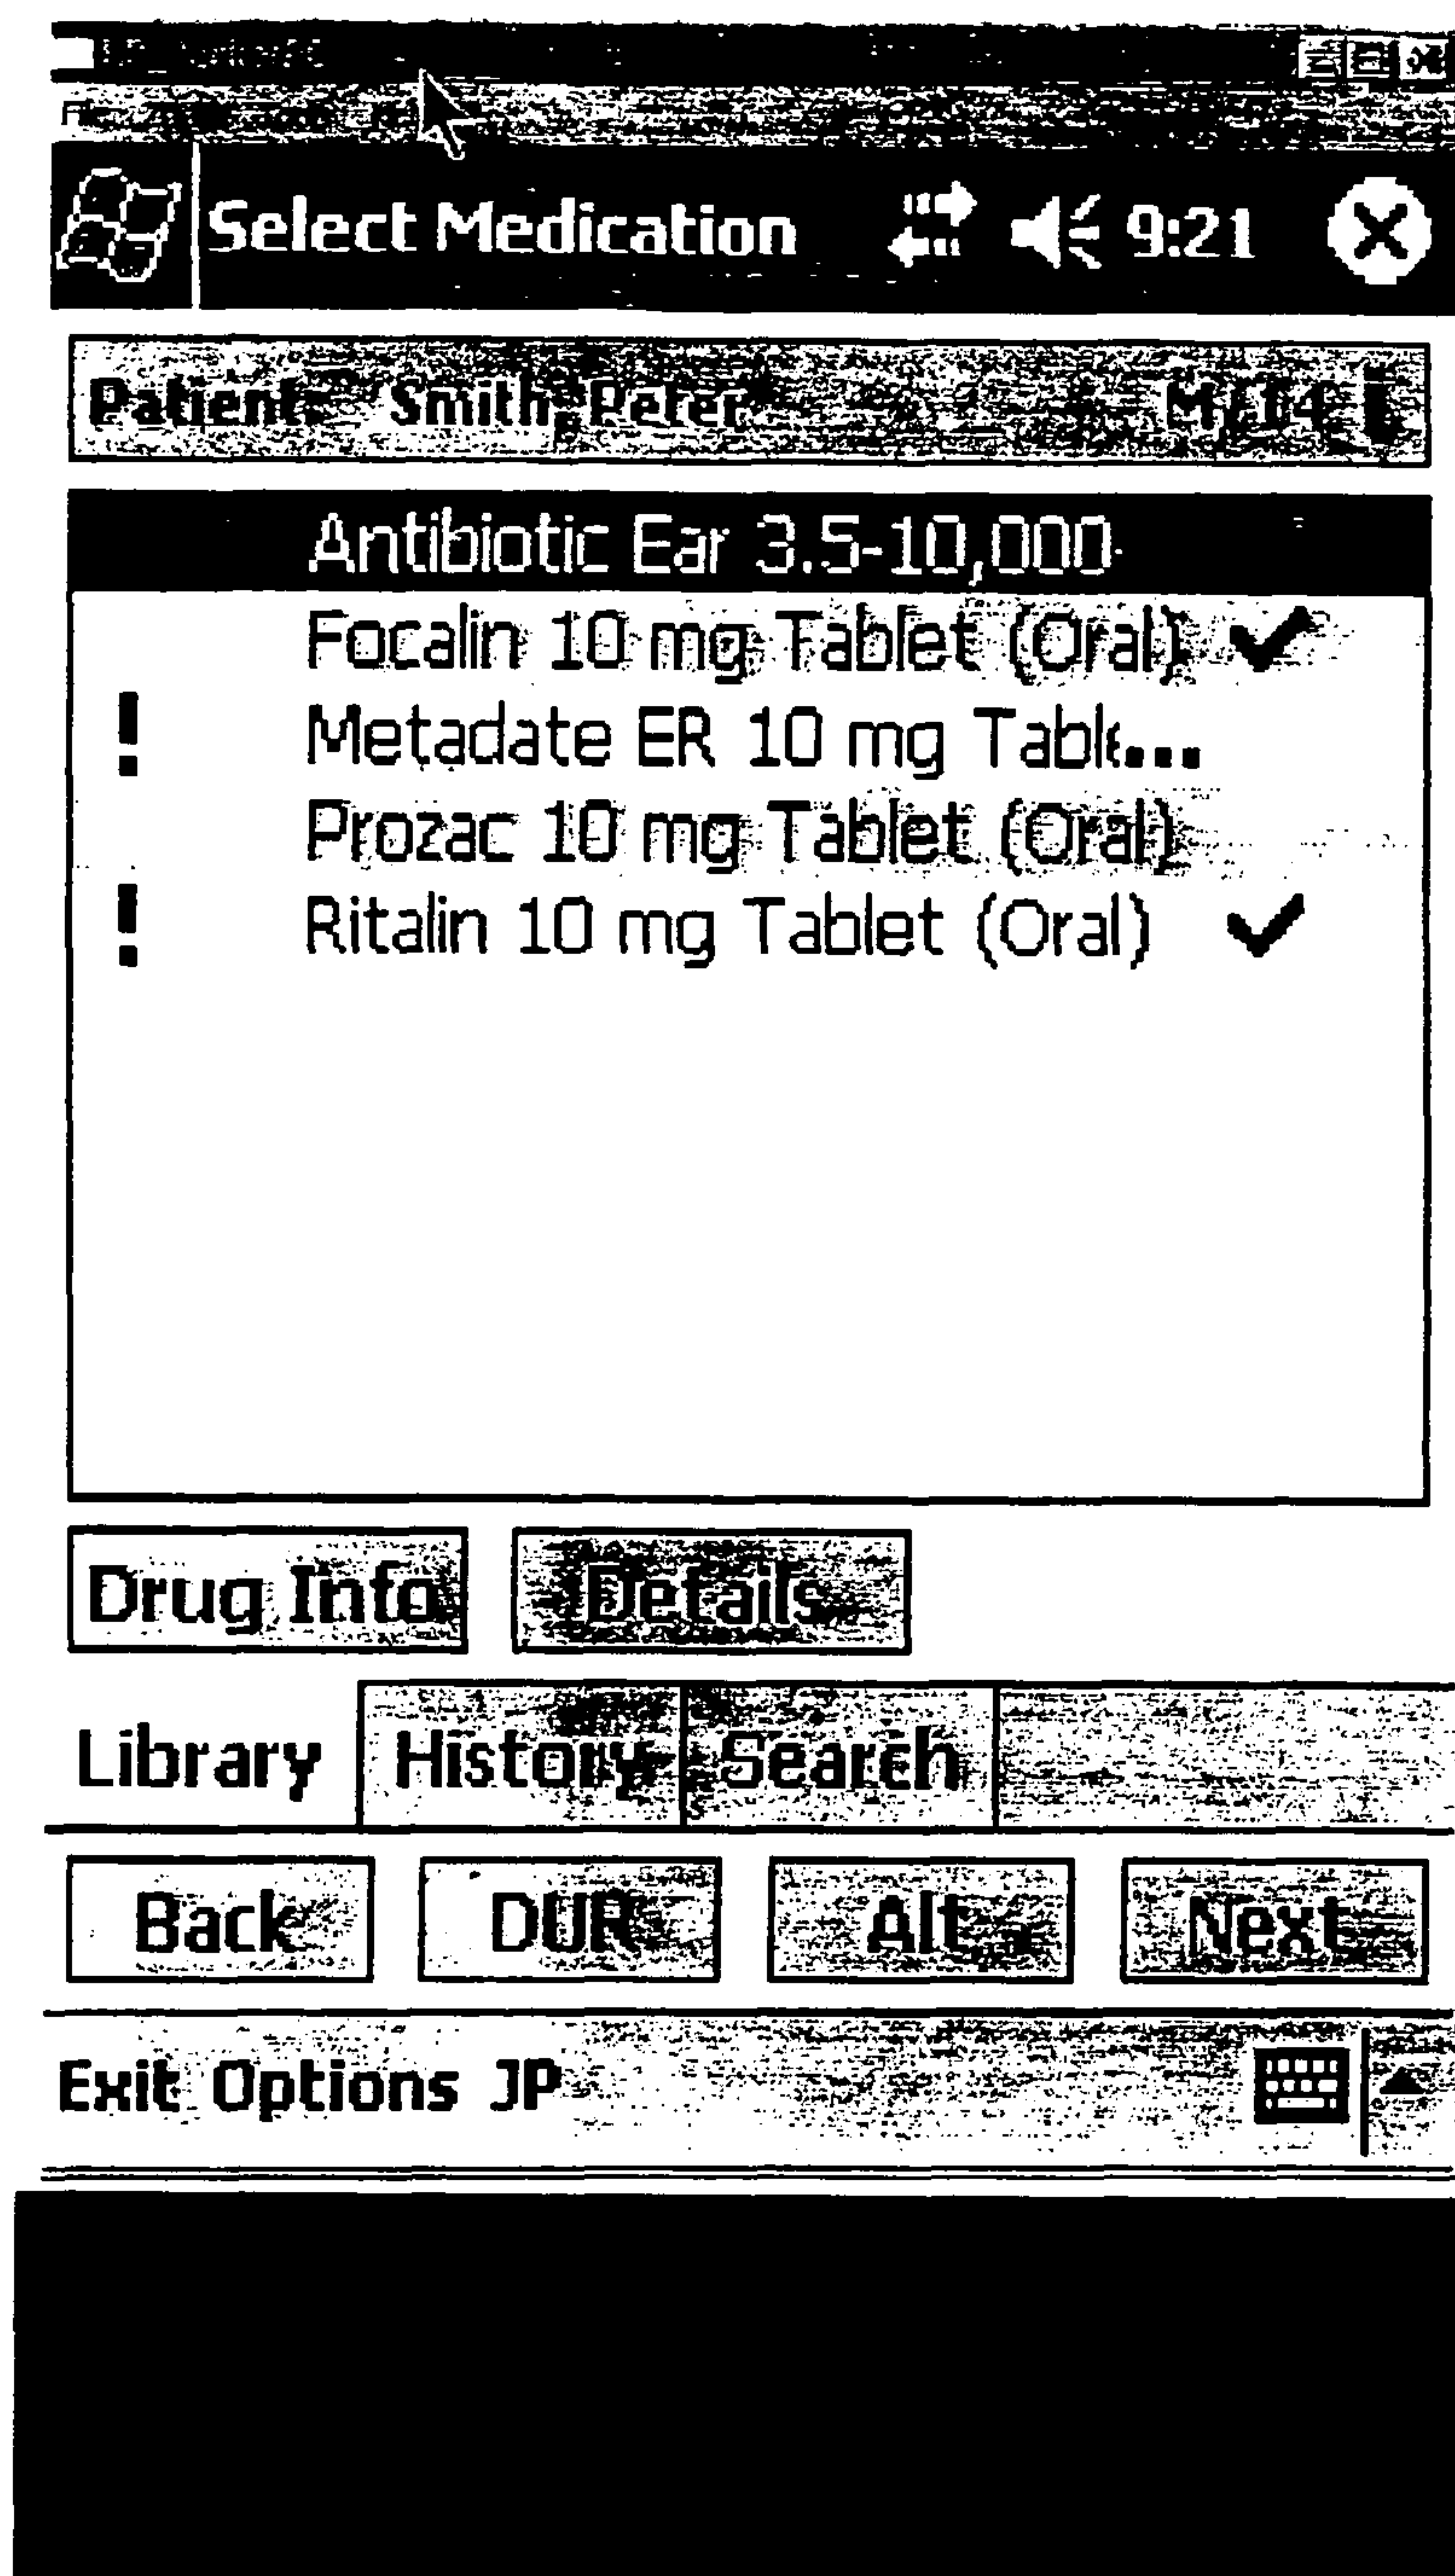 Select Medication 9:21
Patient: Smith, Peter M/14
Antibiotic Ear 3.5-10,000
Focalin 10 mg Tablet (Oral) ✓
! Metadate ER 10 mg Table...
Prozac 10 mg Tablet (Oral)
! Ritalin 10 mg Tablet (Oral) ✓
Drug Info Details
Library History Search
Back DUR Alt Next
Exit Options JP